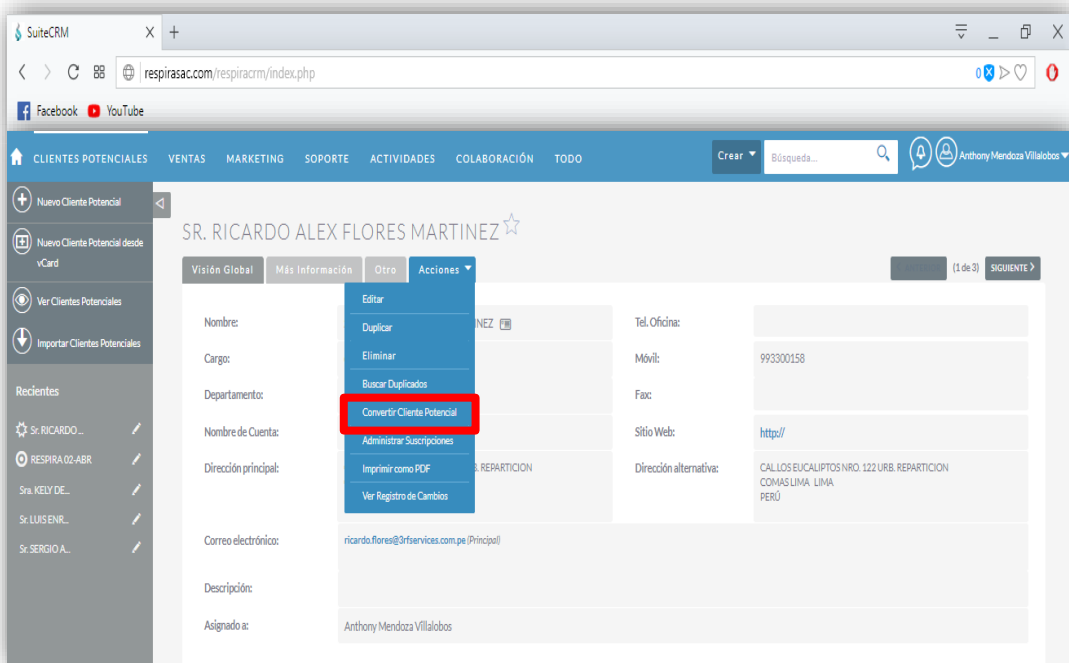 SuiteCRM
respirasac.com/respiracrm/index.php
0
Facebook YouTube
CLIENTES POTENCIALES VENTAS MARKETING SOPORTE ACTIVIDADES COLABORACIÓN TODO Crear Búsqueda... Anthony Mendoza Villalobos
Nuevo Cliente Potencial
Nuevo Cliente Potencial desde
vCard
Ver Clientes Potenciales
Importar Clientes Potenciales
Recientes
Sr. RICARDO ...
RESPIRA 02-ABR
Sra. KELY DE...
Sr. LUIS ENR...
Sr. SERGIO A...
SR. RICARDO ALEX FLORES MARTINEZ
Visión Global Más Información Otro Acciones
(1 de 3) SIGUIENTE
Editar
Duplicar
Eliminar
Buscar Duplicados
Convertir Cliente Potencial
Administrar Suscripciones
Imprimir como PDF
Ver Registro de Cambios
Nombre: INEZ Tel. Oficina:
Cargo: Móvil: 993300158
Departamento: Fax:
Nombre de Cuenta: Sitio Web: http://
Dirección principal: B. REPARTICION Dirección alternativa: CAL.LOS EUCALIPTOS NRO. 122 URB. REPARTICION
COMAS LIMA LIMA
PERÚ
Correo electrónico: ricardo.flores@3rfservices.com.pe (Principal)
Descripción:
Asignado a: Anthony Mendoza Villalobos